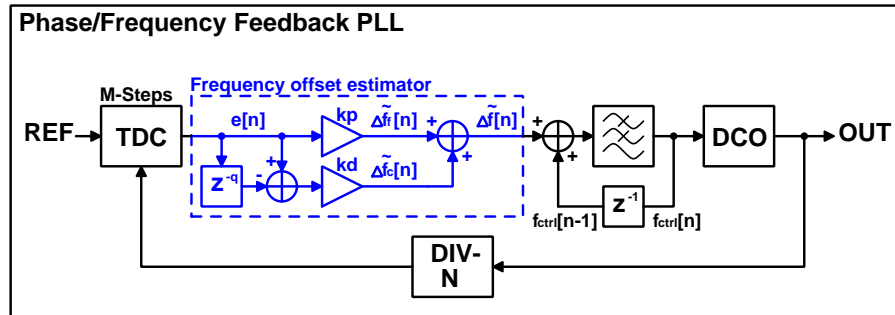 Phase/Frequency Feedback PLL
Frequency offset estimator
M-Steps
REF
TDC
e[n]
kp
Δf̃f[n]
+
+
Δf̃[n]
+
+
DCO
OUT
z-q
-
+
kd
Δf̃c[n]
z-1
fctrl[n-1]
fctrl[n]
DIV-
N